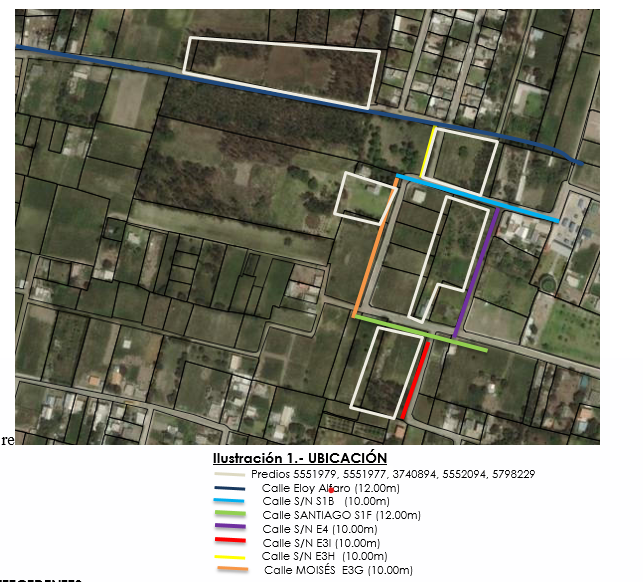 re
Ilustración 1.- UBICACIÓN
Predios 5551979, 5551977, 3740894, 5552094, 5798229
Calle Eloy Alfaro (12.00m)
Calle S/N S1B (10.00m)
Calle SANTIAGO S1F (12.00m)
Calle S/N E4 (10.00m)
Calle S/N E3I (10.00m)
Calle S/N E3H (10.00m)
Calle MOISÉS E3G (10.00m)